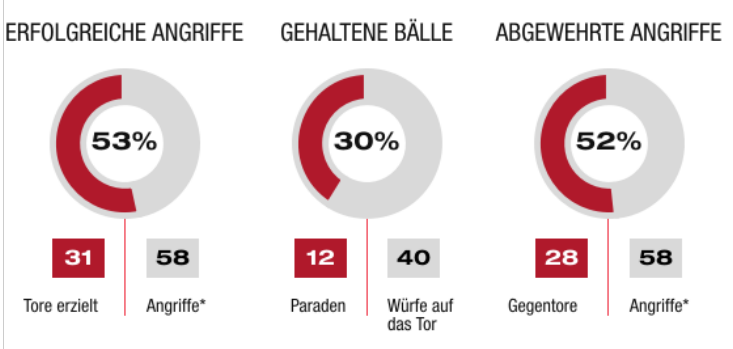 ERFOLGREICHE ANGRIFFE
53%
31
58
Tore erzielt
Angriffe*
GEHALTENE BÄLLE
30%
12
40
Paraden
Würfe auf
das Tor
ABGEWEHRTE ANGRIFFE
52%
28
58
Gegentore
Angriffe*